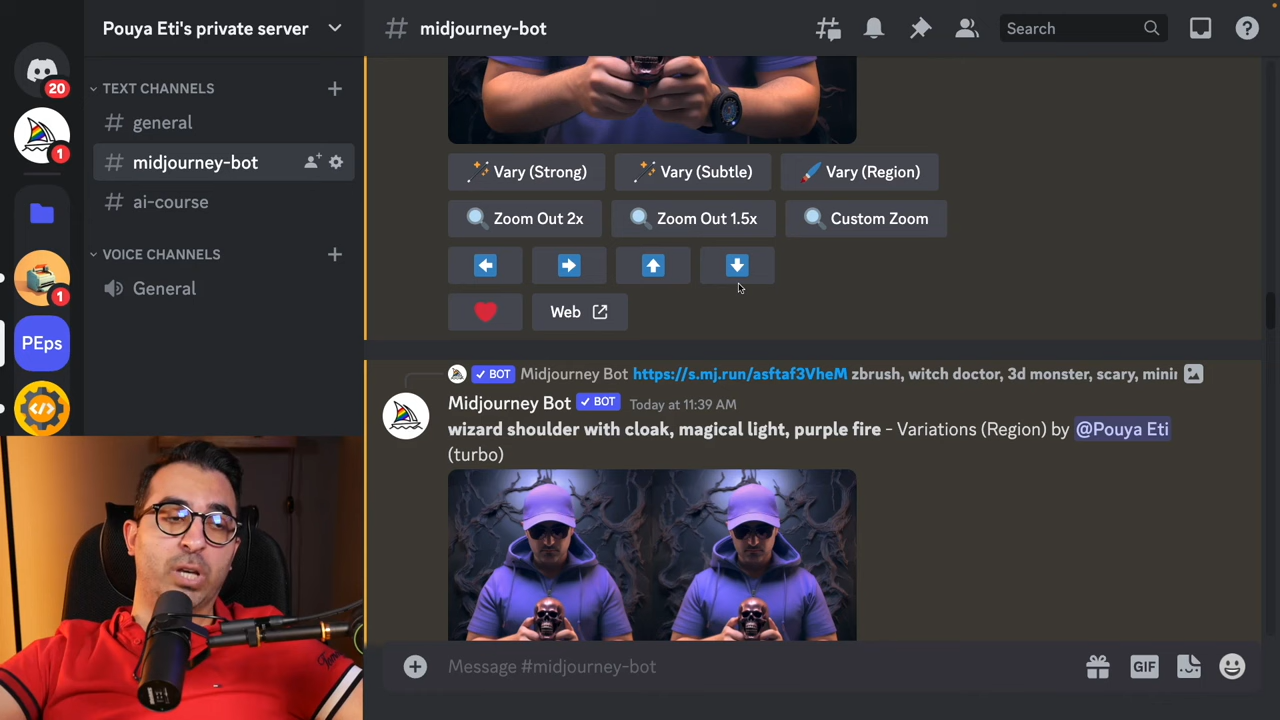 Pouya Eti's private server
midjourney-bot
Search
20
TEXT CHANNELS
general
1
midjourney-bot
ai-course
VOICE CHANNELS
General
1
PEps
Vary (Strong)
Vary (Subtle)
Vary (Region)
Zoom Out 2x
Zoom Out 1.5x
Custom Zoom
Web
BOT Midjourney Bot https://s.mj.run/asftaf3VheM zbrush, witch doctor, 3d monster, scary, minir
Midjourney Bot BOT Today at 11:39 AM
wizard shoulder with cloak, magical light, purple fire - Variations (Region) by @Pouya Eti
(turbo)
Message #midjourney-bot
GIF